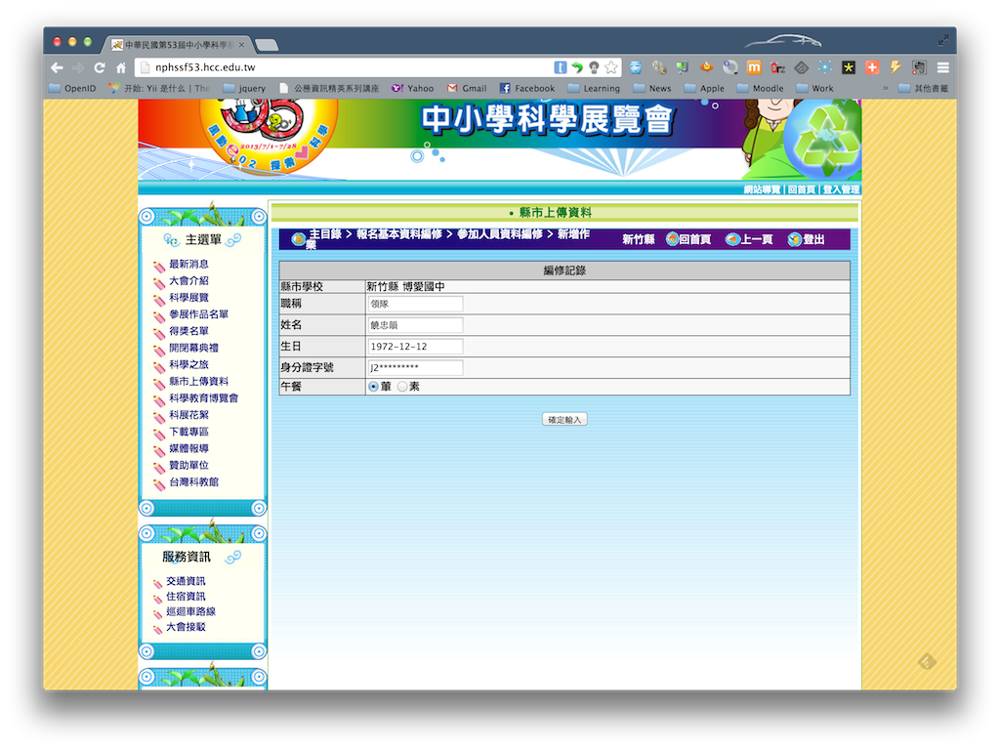 中華民國第53屆中小學科學
nphssf53.hcc.edu.tw
OpenID
开始: Yii 是什么 | The
jquery
公務資訊精英系列講座
Yahoo
Gmail
Facebook
Learning
News
Apple
Moodle
Work
»
其他書籤
2013/7/1~7/28
風動e02 探索 科學
中小學科學展覽會
網站導覽 | 回首頁 | 登入管理
主選單
最新消息
大會介紹
科學展覽
參展作品名單
得獎名單
開閉幕典禮
科學之旅
縣市上傳資料
科學教育博覽會
科展花絮
下載專區
媒體報導
贊助單位
台灣科教館
服務資訊
交通資訊
住宿資訊
巡迴車路線
大會接駁
• 縣市上傳資料
主目錄 > 報名基本資料編修 > 參加人員資料編修 > 新增作
業
新竹縣 回首頁 上一頁 登出
編修記錄
縣市學校 新竹縣 博愛國中
職稱 領隊
姓名 饒忠韻
生日 1972-12-12
身分證字號 J2*********
午餐 葷 素
確定輸入